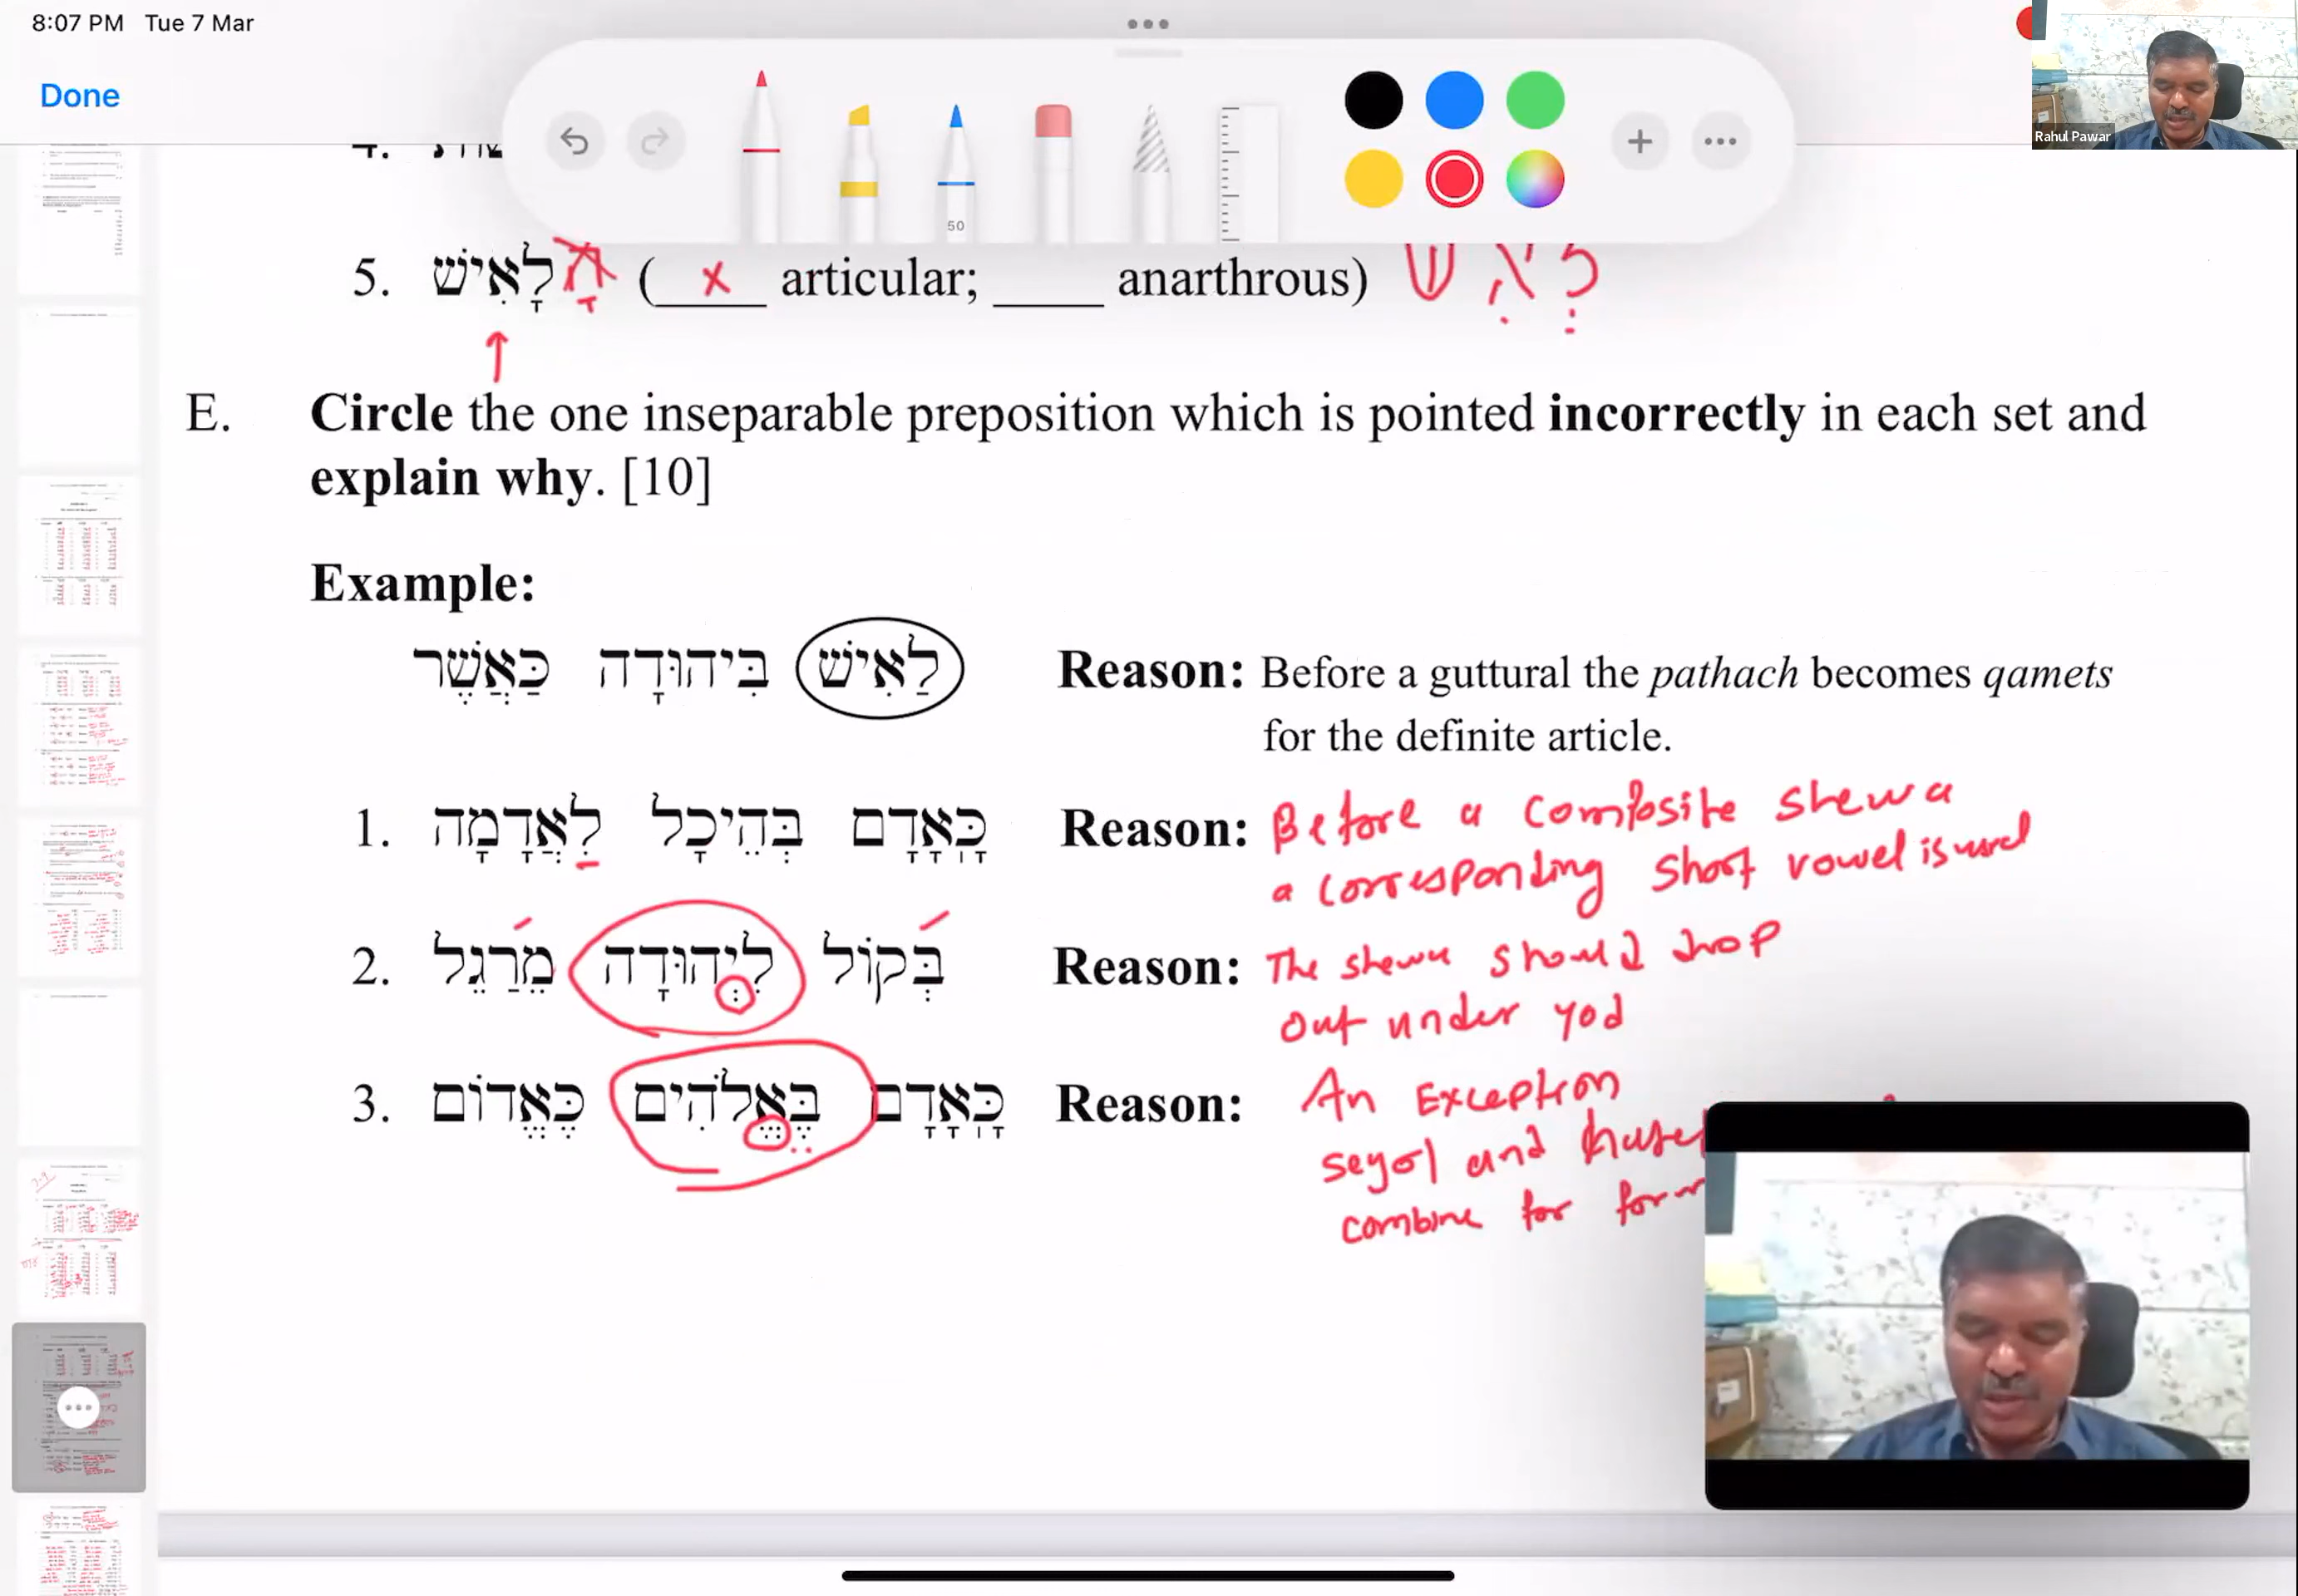 8:07 PM Tue 7 Mar
Done
50
Rahul Pawar
4.
5. לָאִישׁ ( x articular; ____ anarthrous) לְאִישׁ
E. Circle the one inseparable preposition which is pointed incorrectly in each set and
explain why. [10]
Example:
לַאִישׁ בִּיהוּדָה כַּאֲשֶׁר Reason: Before a guttural the pathach becomes qamets
for the definite article.
1. כָּאָדָם בְּהֵיכָל לִאֲדָמָה Reason: Before a composite shewa
a corresponding short vowel is used
2. בְּקוֹל לִיְהוּדָה מֵרַגֵל Reason: The shewa should drop
out under yod
3. כָּאָדָם בֶּאֱלֹהִים כֶּאֱדוֹם Reason: An Exception
segol and
combine for form